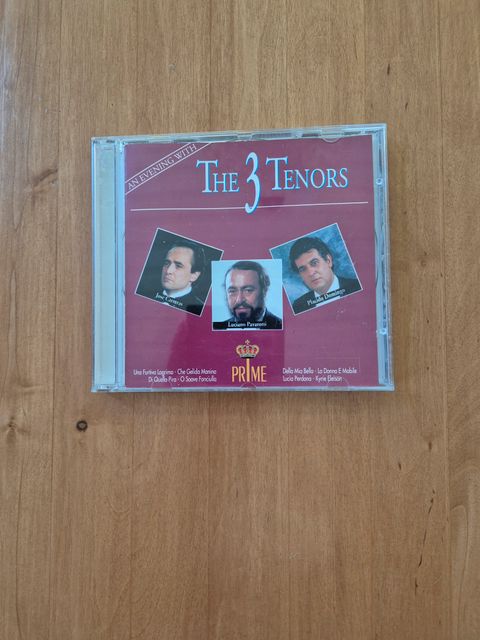 AN EVENING WITH
THE 3 TENORS
José Carreras
Luciano Pavarotti
Placido Domingo
PRIME
Una Furtiva Lagrima · Che Gelida Manina
Di Quella Pira · O Soave Fanciulla
Della Mia Bella · La Donna E Mobile
Lucia Perdona · Kyrie Eleison